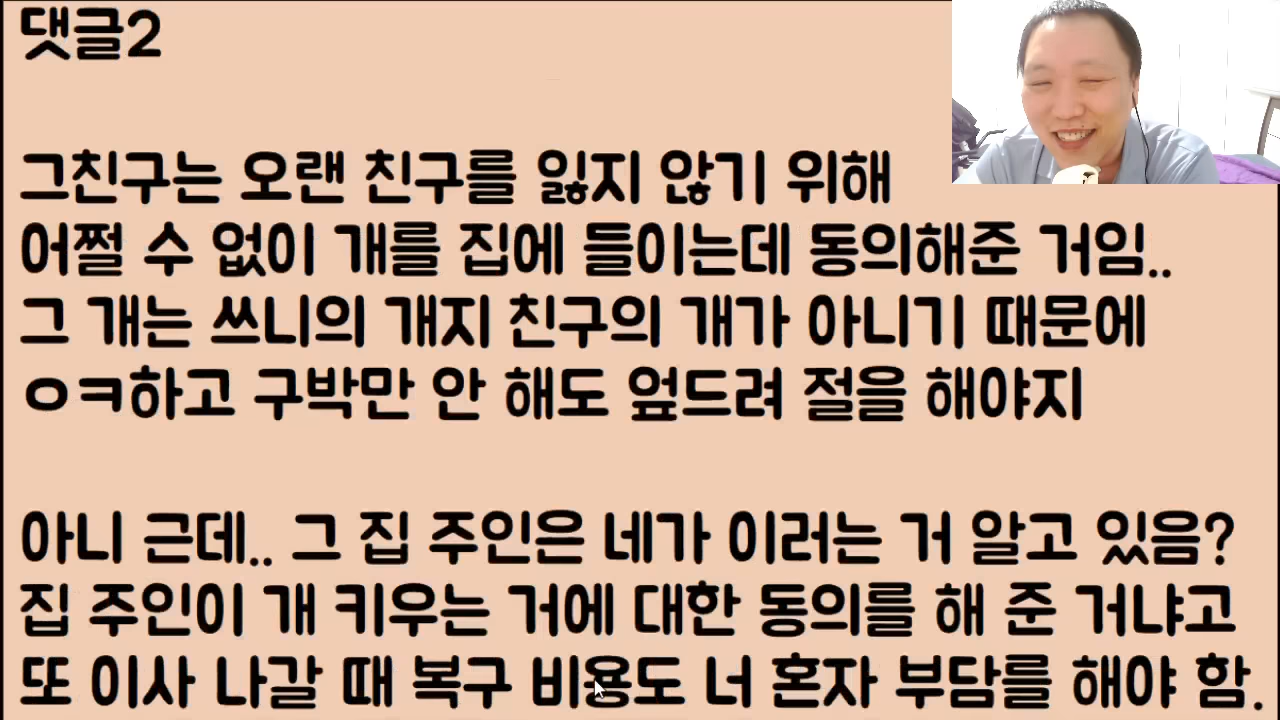 댓글2
그친구는 오랜 친구를 잃지 않기 위해
어쩔 수 없이 개를 집에 들이는데 동의해준 거임..
그 개는 쓰니의 개지 친구의 개가 아니기 때문에
ㅇㅋ하고 구박만 안 해도 엎드려 절을 해야지
아니 근데.. 그 집 주인은 네가 이러는 거 알고 있음?
집 주인이 개 키우는 거에 대한 동의를 해 준 거냐고
또 이사 나갈 때 복구 비용도 너 혼자 부담를 해야 함.